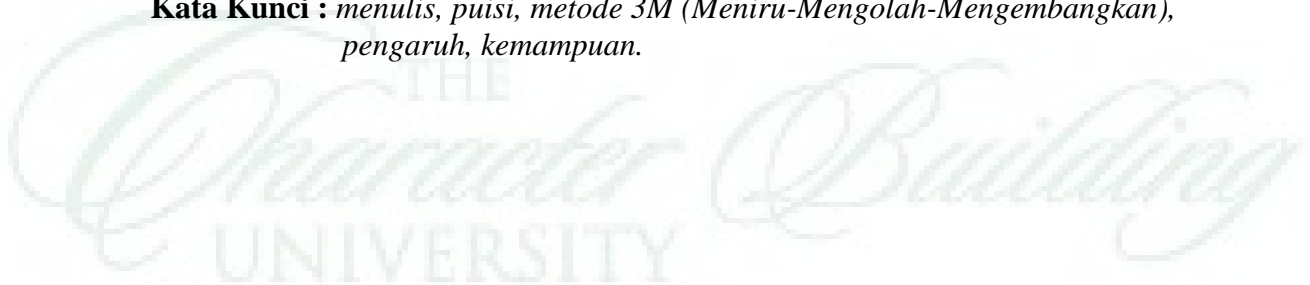 Kata Kunci : menulis, puisi, metode 3M (Meniru-Mengolah-Mengembangkan),
pengaruh, kemampuan.
THE
Character Building
UNIVERSITY